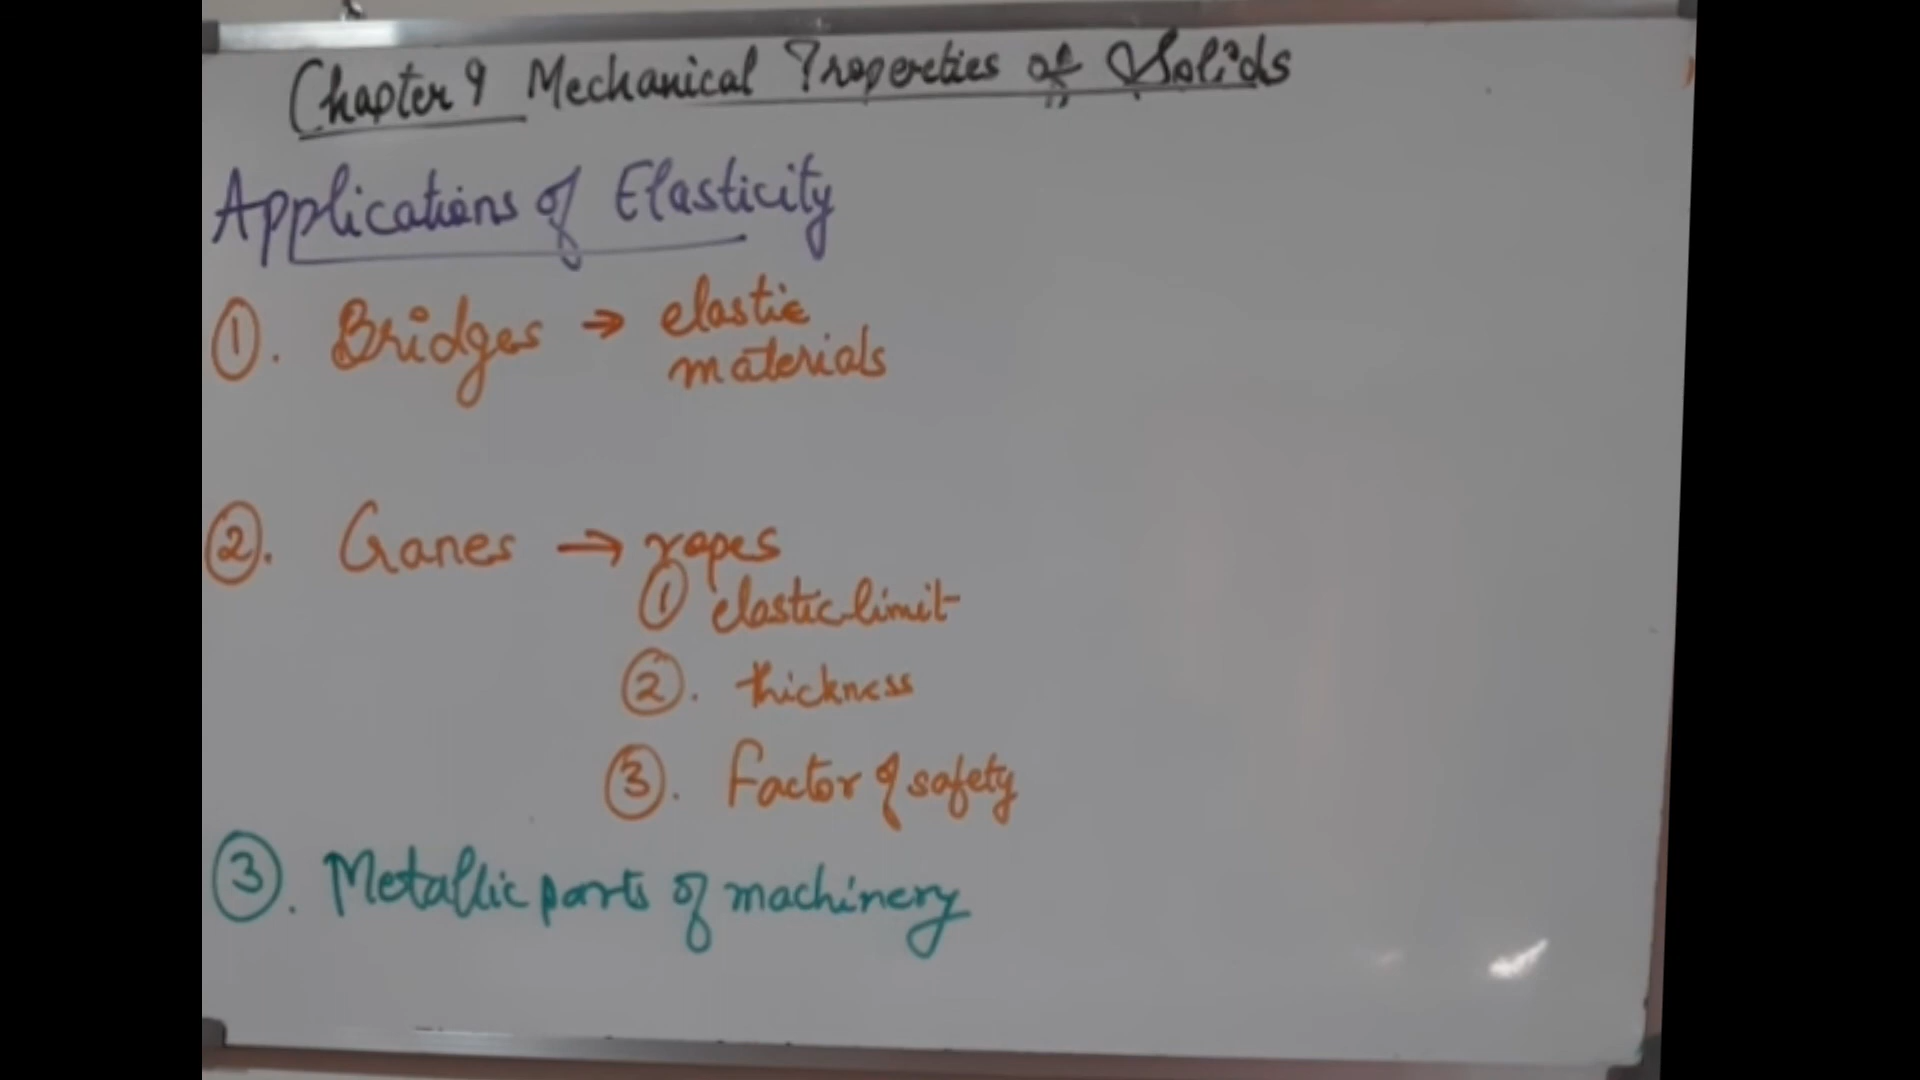 Chapter 9 Mechanical Properties of Solids
Applications of Elasticity
①. Bridges → elastic
materials
②. Cranes → ropes
① elastic limit
②. thickness
③. Factor of safety
③. Metallic parts of machinery